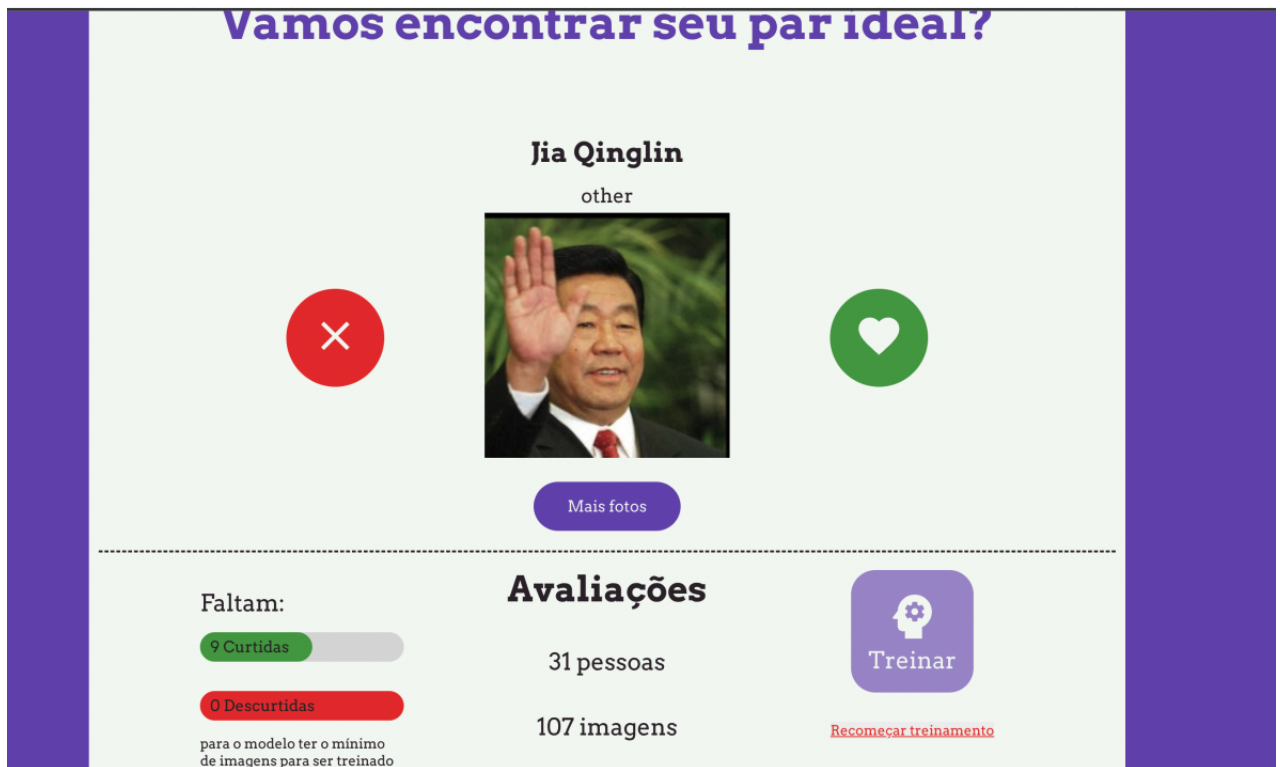 Vamos encontrar seu par ideal?
Jia Qinglin
other
Mais fotos
Faltam:
9 Curtidas
0 Descurtidas
para o modelo ter o mínimo
de imagens para ser treinado
Avaliações
31 pessoas
107 imagens
Treinar
Recomeçar treinamento